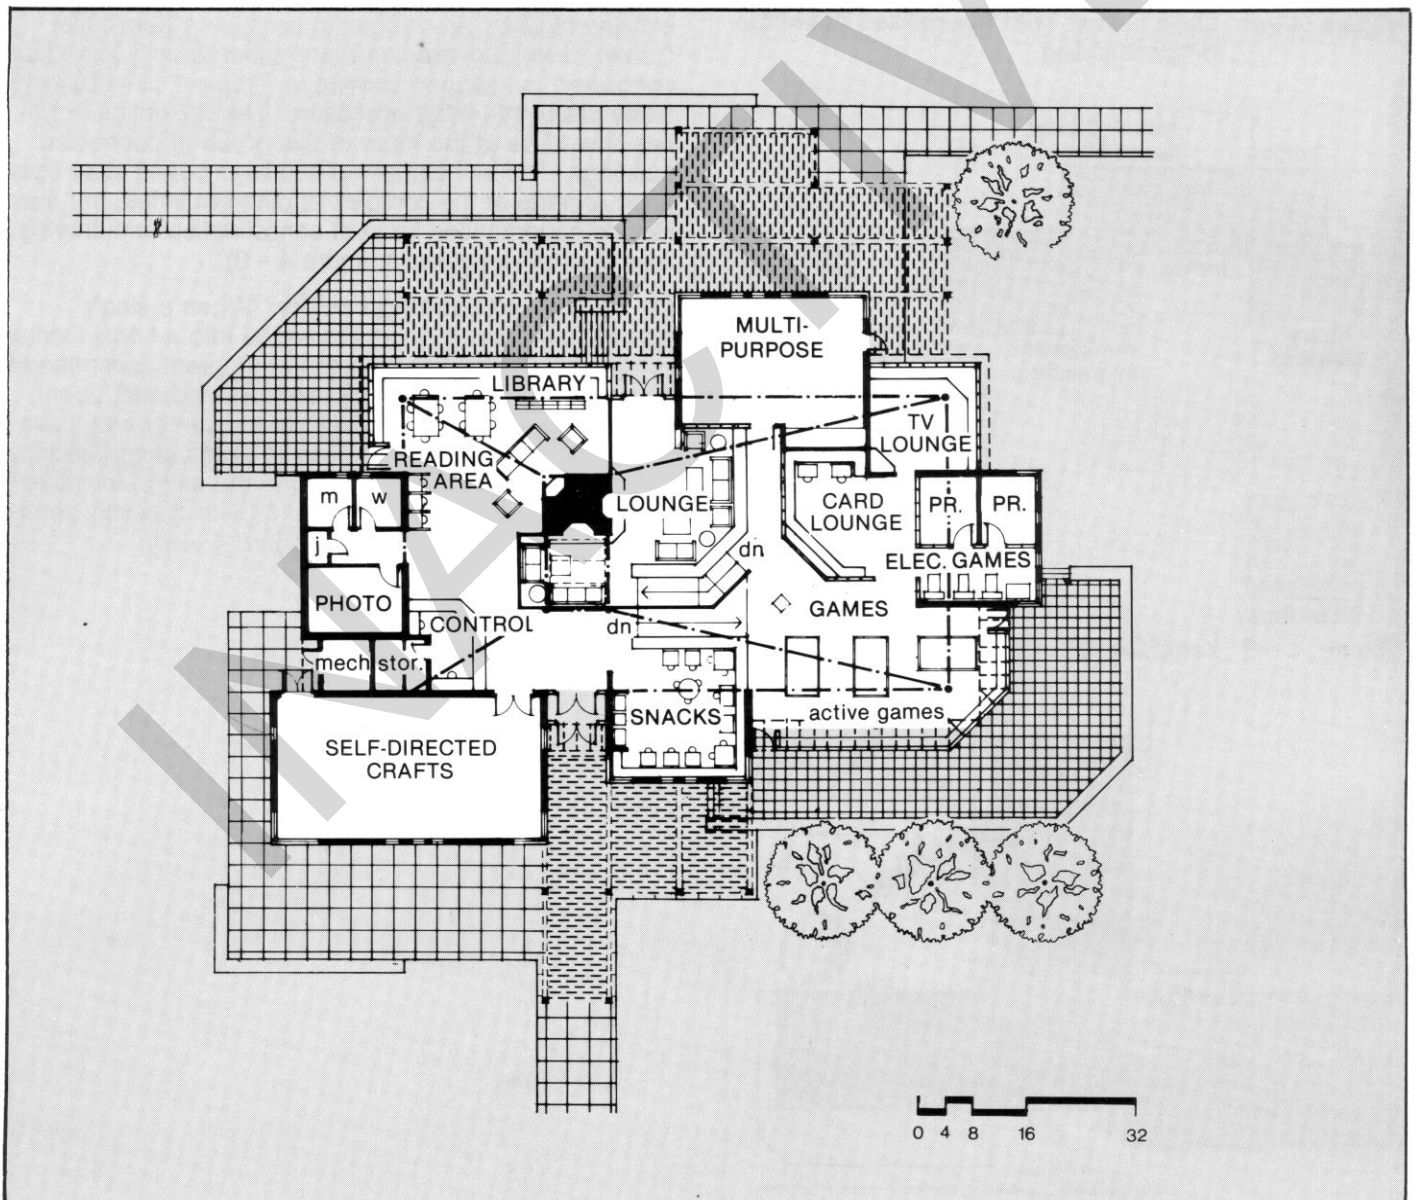 INACTIVE
MULTI-
PURPOSE
LIBRARY
TV
LOUNGE
READING
AREA
m
w
LOUNGE
CARD
LOUNGE
PR.
PR.
j
dn
ELEC. GAMES
PHOTO
GAMES
CONTROL
dn
mech
stor.
SNACKS
active games
SELF-DIRECTED
CRAFTS
0 4 8 16 32